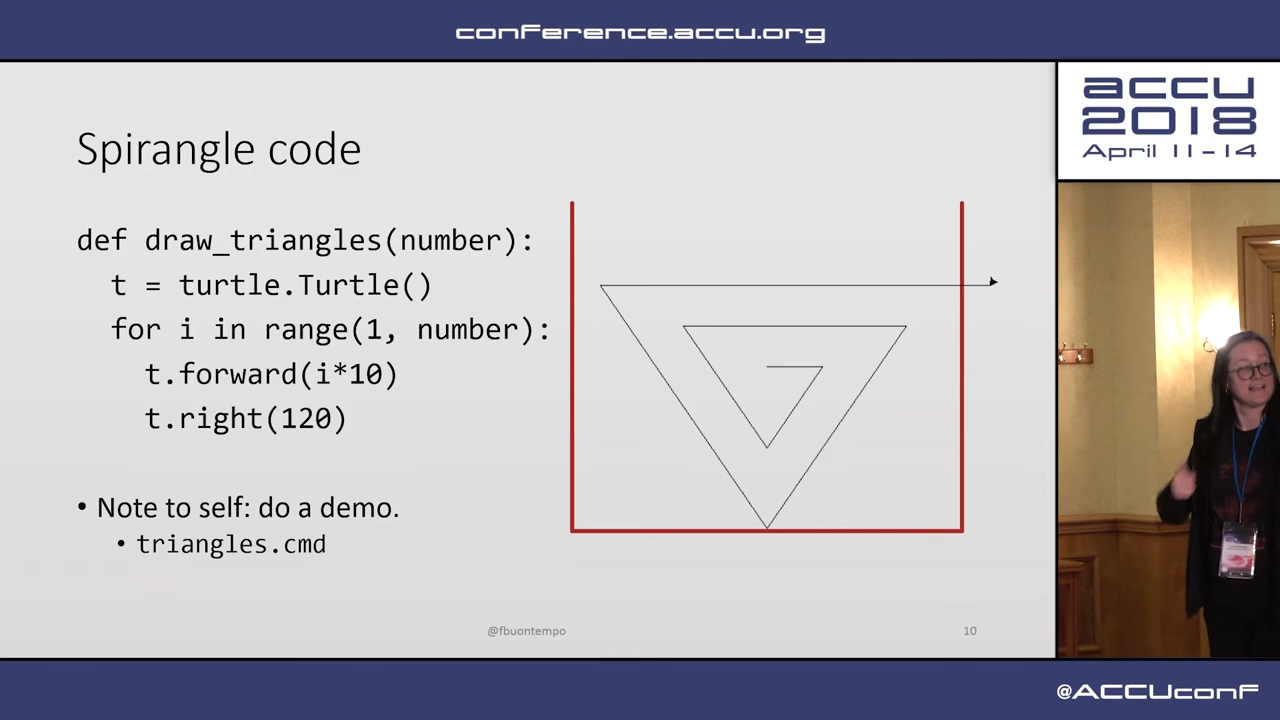 conference.accu.org
accu
2018
April 11-14
Spirangle code
def draw_triangles(number):
t = turtle.Turtle()
for i in range(1, number):
t.forward(i*10)
t.right(120)
• Note to self: do a demo.
• triangles.cmd
@fbuontempo
10
@ACCUconf